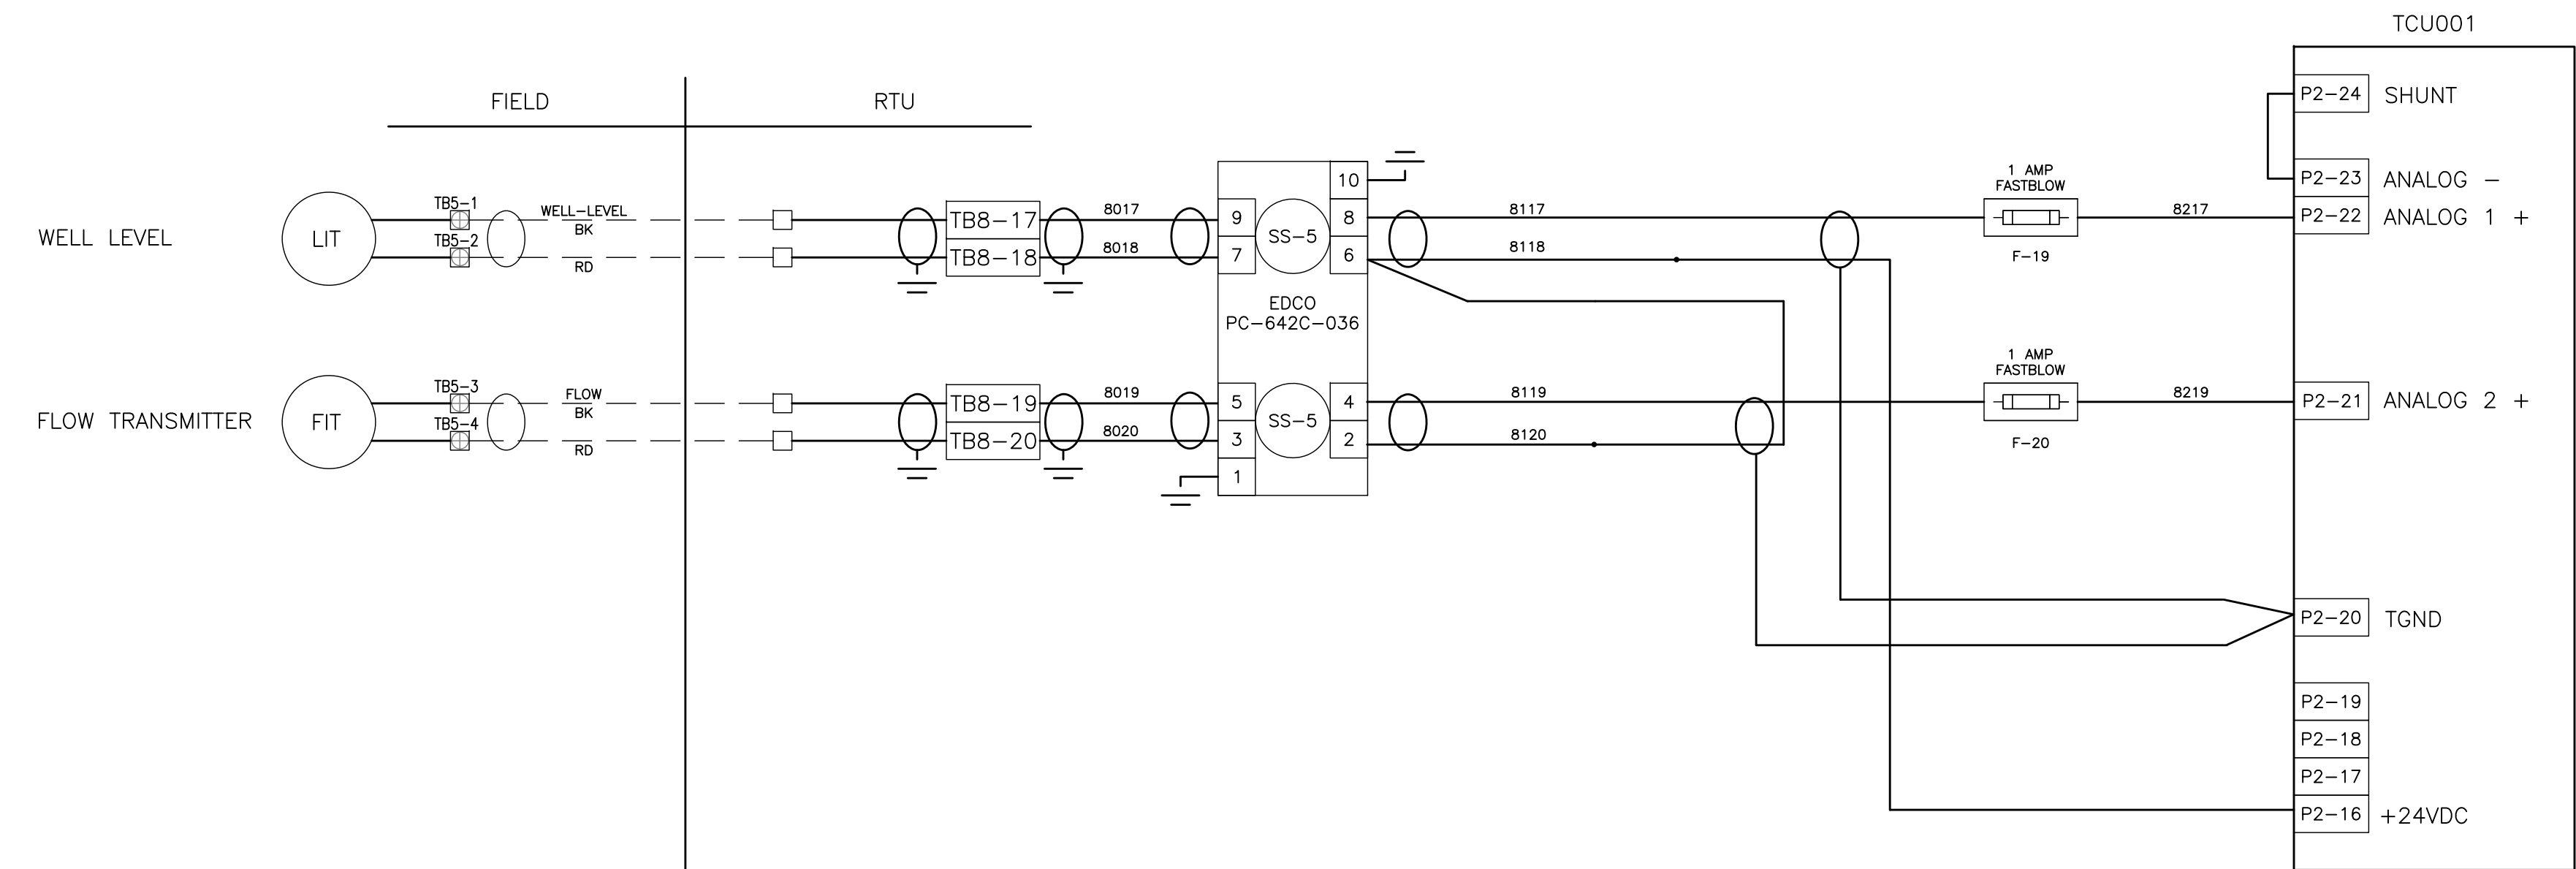 TCU001
P2-24 SHUNT
FIELD
RTU
1 AMP
FASTBLOW
10
P2-23 ANALOG -
TB5-1
WELL-LEVEL
BK
TB8-17
8017
9
SS-5
8
8117
8217
P2-22 ANALOG 1 +
WELL LEVEL
LIT
TB5-2
RD
TB8-18
8018
7
6
8118
F-19
EDCO
PC-642C-036
1 AMP
FASTBLOW
TB5-3
FLOW
BK
TB8-19
8019
5
SS-5
4
8119
8219
P2-21 ANALOG 2 +
FLOW TRANSMITTER
FIT
TB5-4
RD
TB8-20
8020
3
2
8120
F-20
1
P2-20 TGND
P2-19
P2-18
P2-17
P2-16 +24VDC